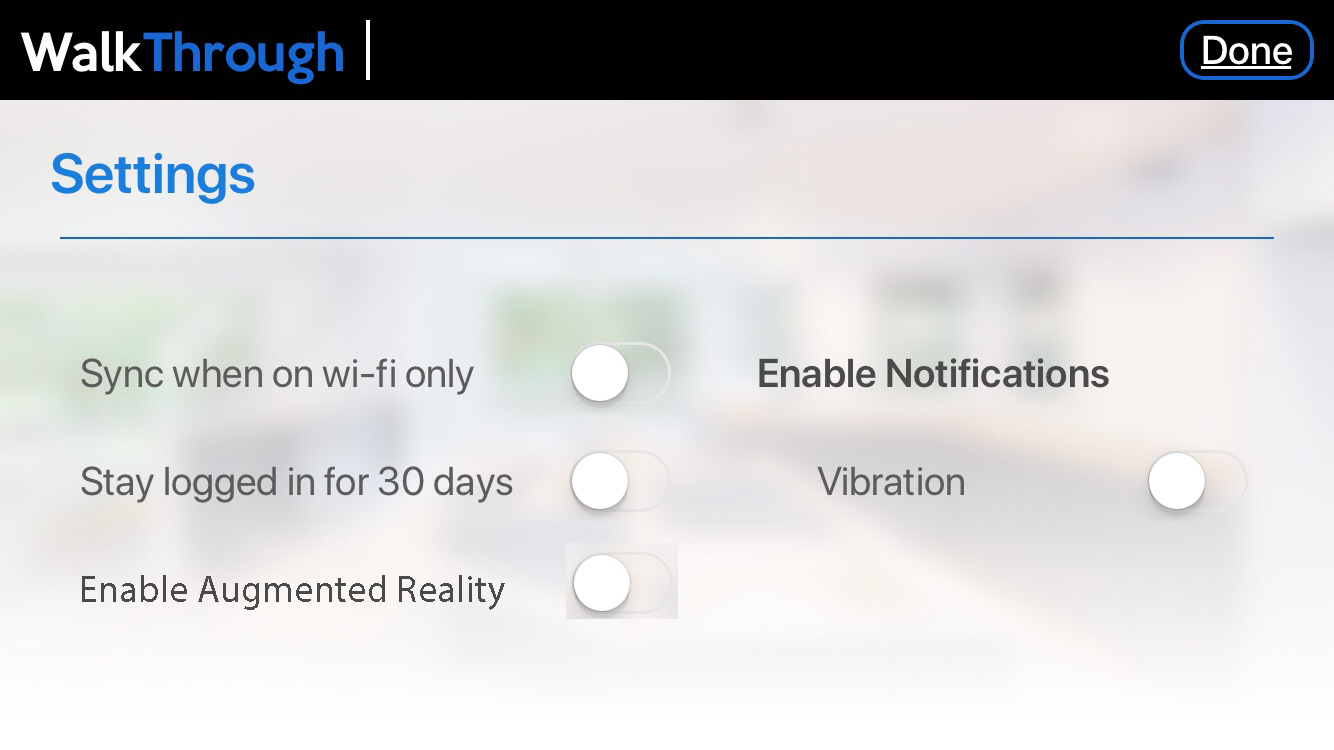 WalkThrough
Done
Settings
Sync when on wi-fi only
Enable Notifications
Stay logged in for 30 days
Vibration
Enable Augmented Reality